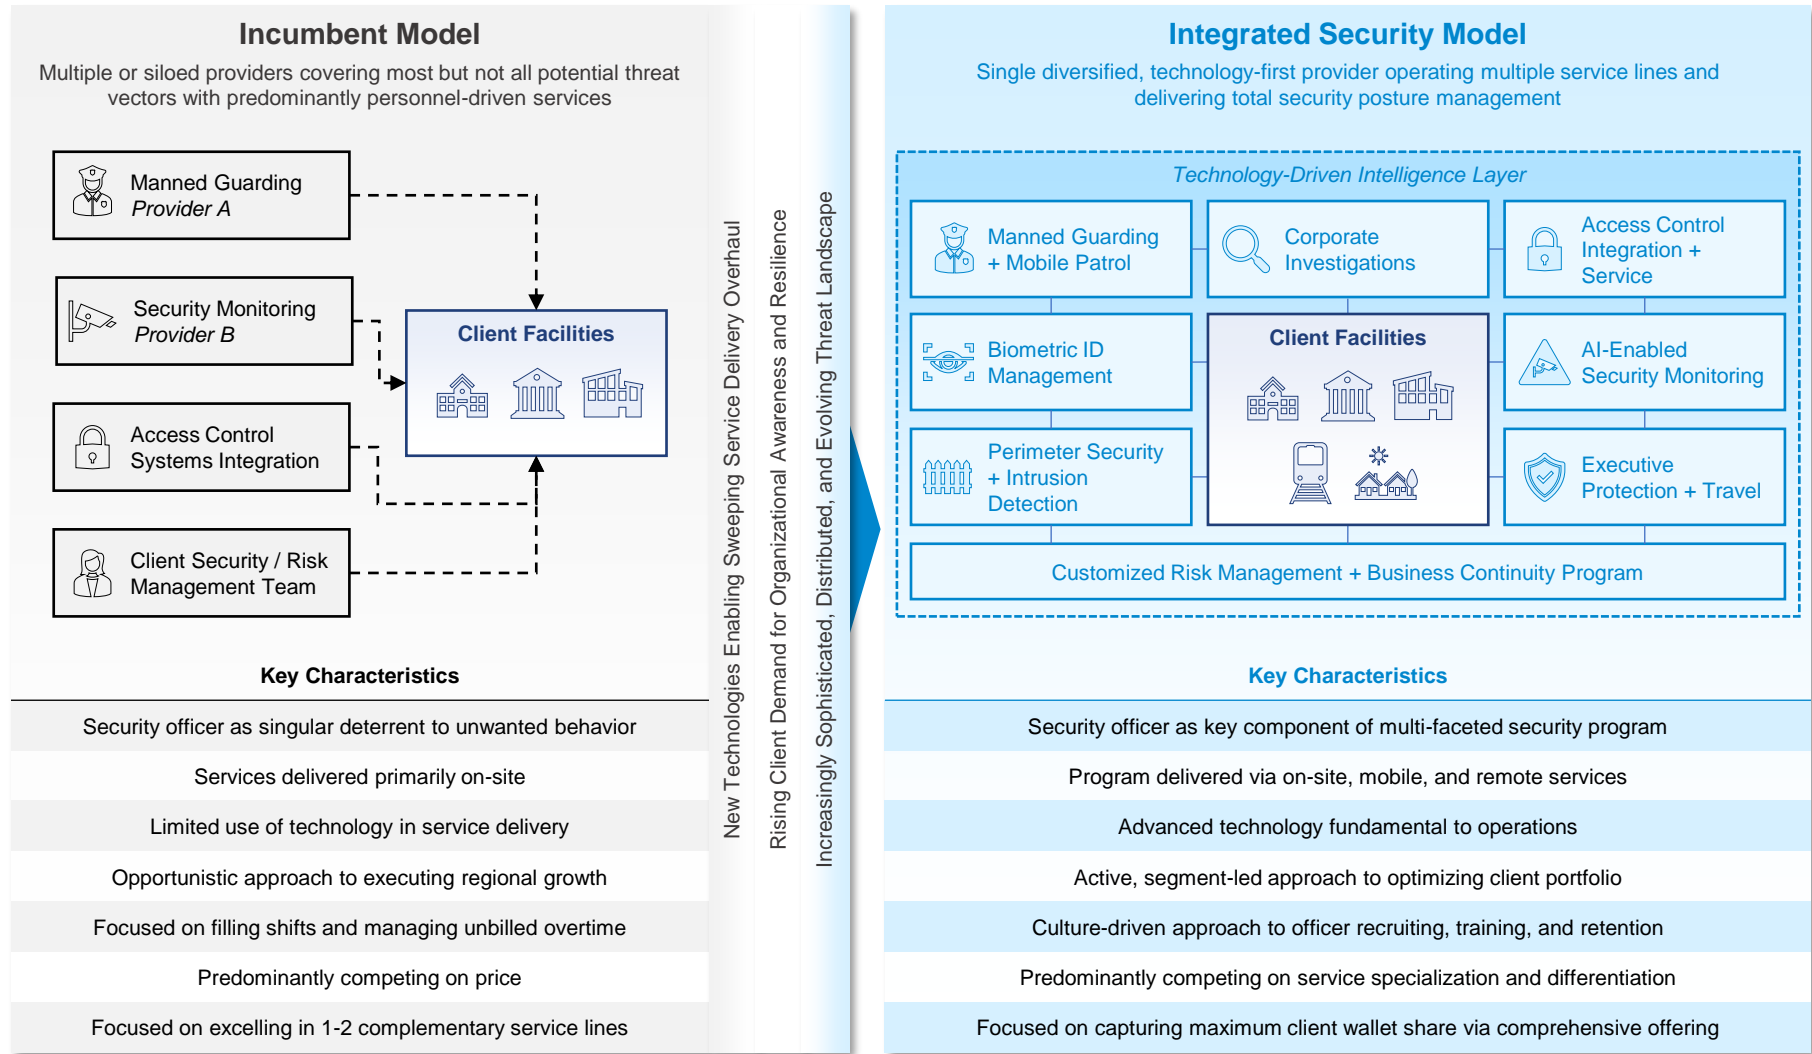 Incumbent Model
Multiple or siloed providers covering most but not all potential threat
vectors with predominantly personnel-driven services
Manned Guarding
Provider A
Security Monitoring
Provider B
Access Control
Systems Integration
Client Security / Risk
Management Team
Client Facilities
Key Characteristics
Security officer as singular deterrent to unwanted behavior
Services delivered primarily on-site
Limited use of technology in service delivery
Opportunistic approach to executing regional growth
Focused on filling shifts and managing unbilled overtime
Predominantly competing on price
Focused on excelling in 1-2 complementary service lines
New Technologies Enabling Sweeping Service Delivery Overhaul
Rising Client Demand for Organizational Awareness and Resilience
Increasingly Sophisticated, Distributed, and Evolving Threat Landscape
Integrated Security Model
Single diversified, technology-first provider operating multiple service lines and
delivering total security posture management
Technology-Driven Intelligence Layer
Manned Guarding
+ Mobile Patrol
Corporate
Investigations
Access Control
Integration +
Service
Biometric ID
Management
Client Facilities
AI-Enabled
Security Monitoring
Perimeter Security
+ Intrusion
Detection
Executive
Protection + Travel
Customized Risk Management + Business Continuity Program
Key Characteristics
Security officer as key component of multi-faceted security program
Program delivered via on-site, mobile, and remote services
Advanced technology fundamental to operations
Active, segment-led approach to optimizing client portfolio
Culture-driven approach to officer recruiting, training, and retention
Predominantly competing on service specialization and differentiation
Focused on capturing maximum client wallet share via comprehensive offering